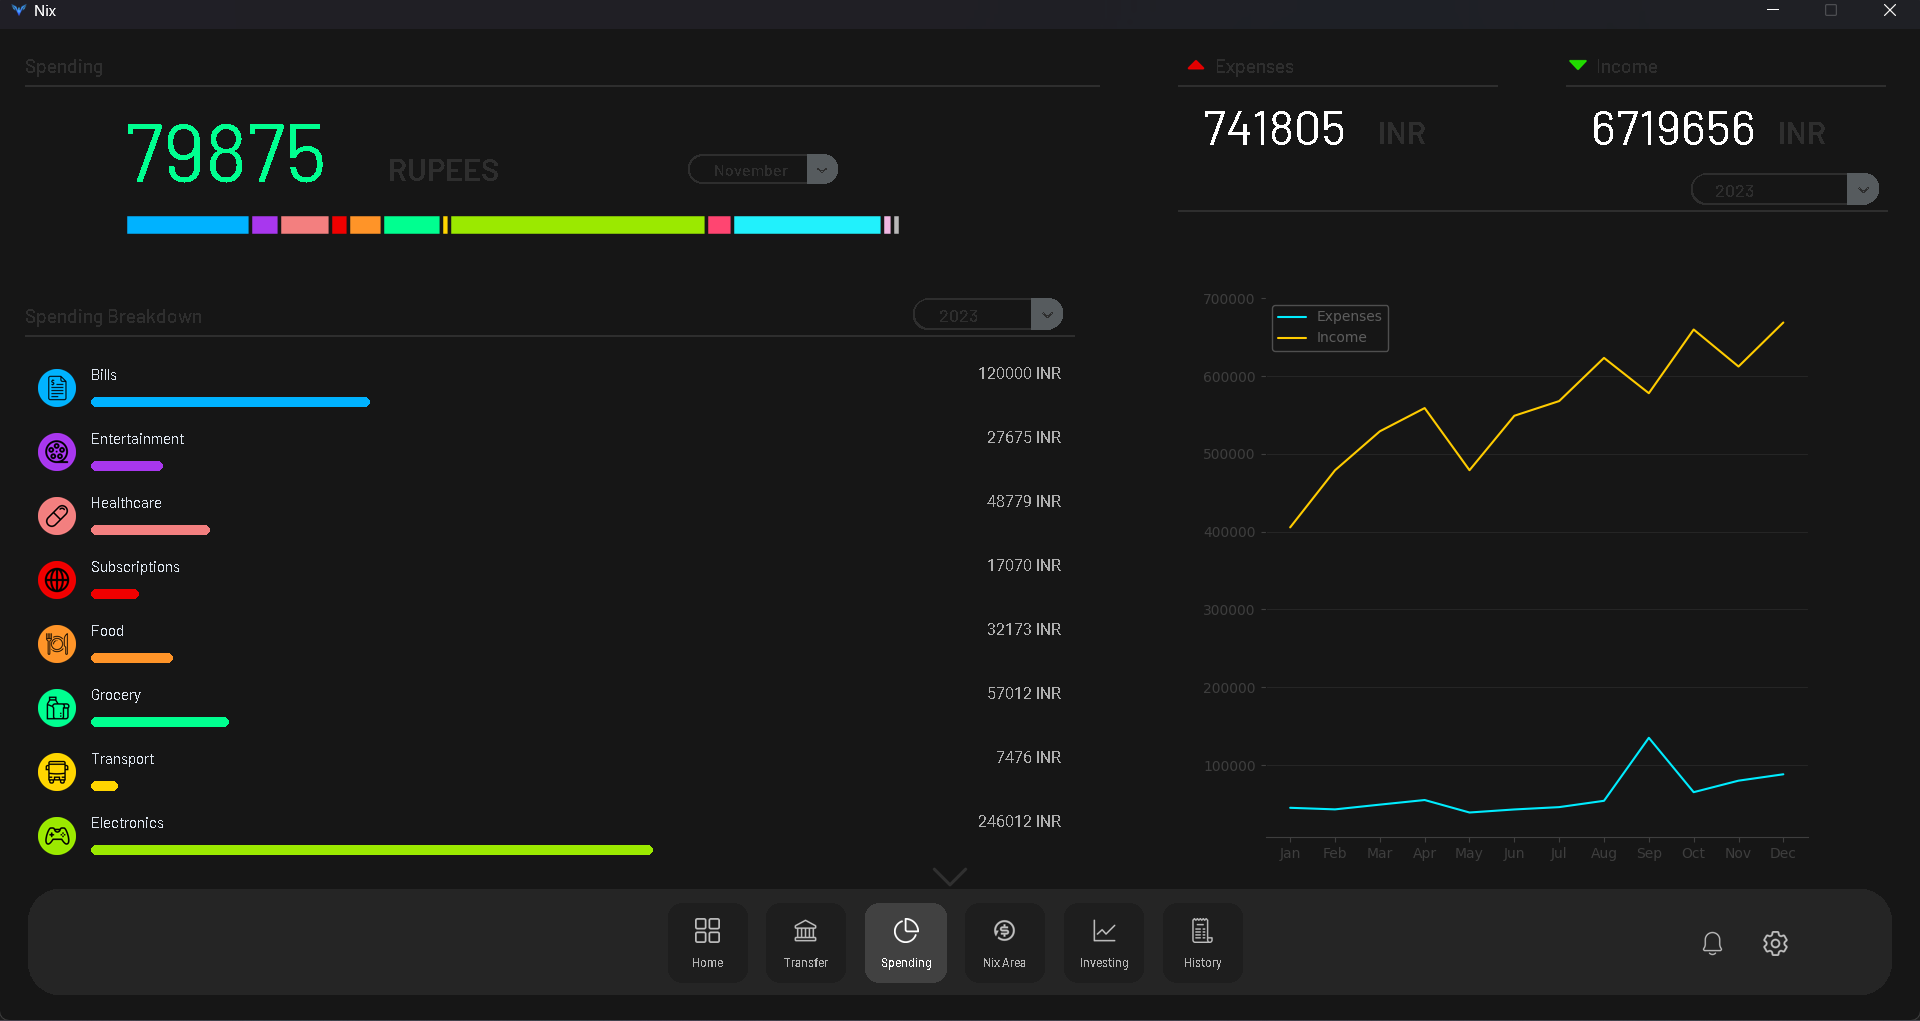 Nix
Spending
79875 RUPEES
November
Expenses
741805 INR
Income
6719656 INR
2023
Spending Breakdown
2023
Bills
120000 INR
Entertainment
27675 INR
Healthcare
48779 INR
Subscriptions
17070 INR
Food
32173 INR
Grocery
57012 INR
Transport
7476 INR
Electronics
246012 INR
700000
600000
500000
400000
300000
200000
100000
Expenses
Income
Jan Feb Mar Apr May Jun Jul Aug Sep Oct Nov Dec
Home
Transfer
Spending
Nix Area
Investing
History